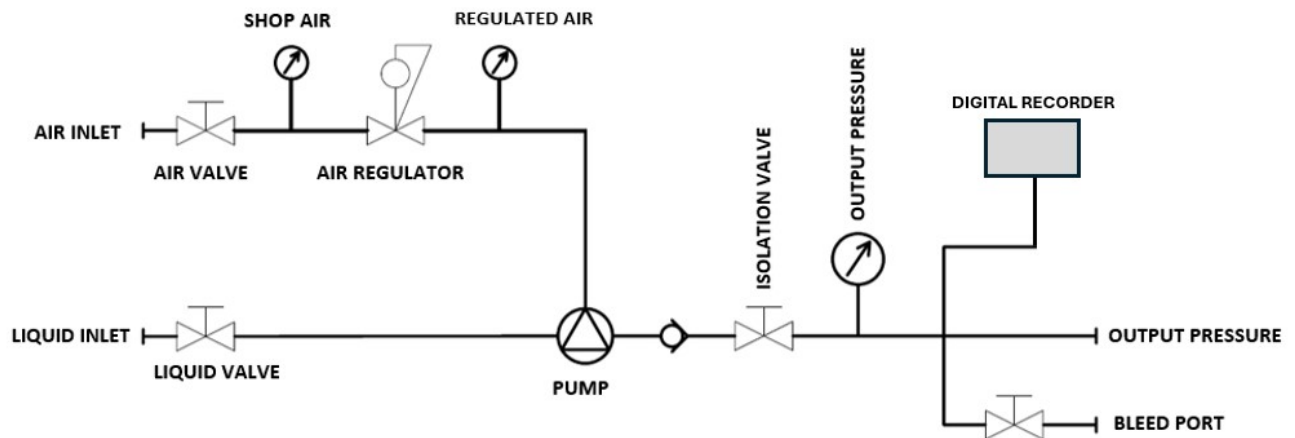 SHOP AIR
REGULATED AIR
OUTPUT PRESSURE
DIGITAL RECORDER
AIR INLET
AIR VALVE
AIR REGULATOR
ISOLATION VALVE
LIQUID INLET
OUTPUT PRESSURE
LIQUID VALVE
PUMP
BLEED PORT